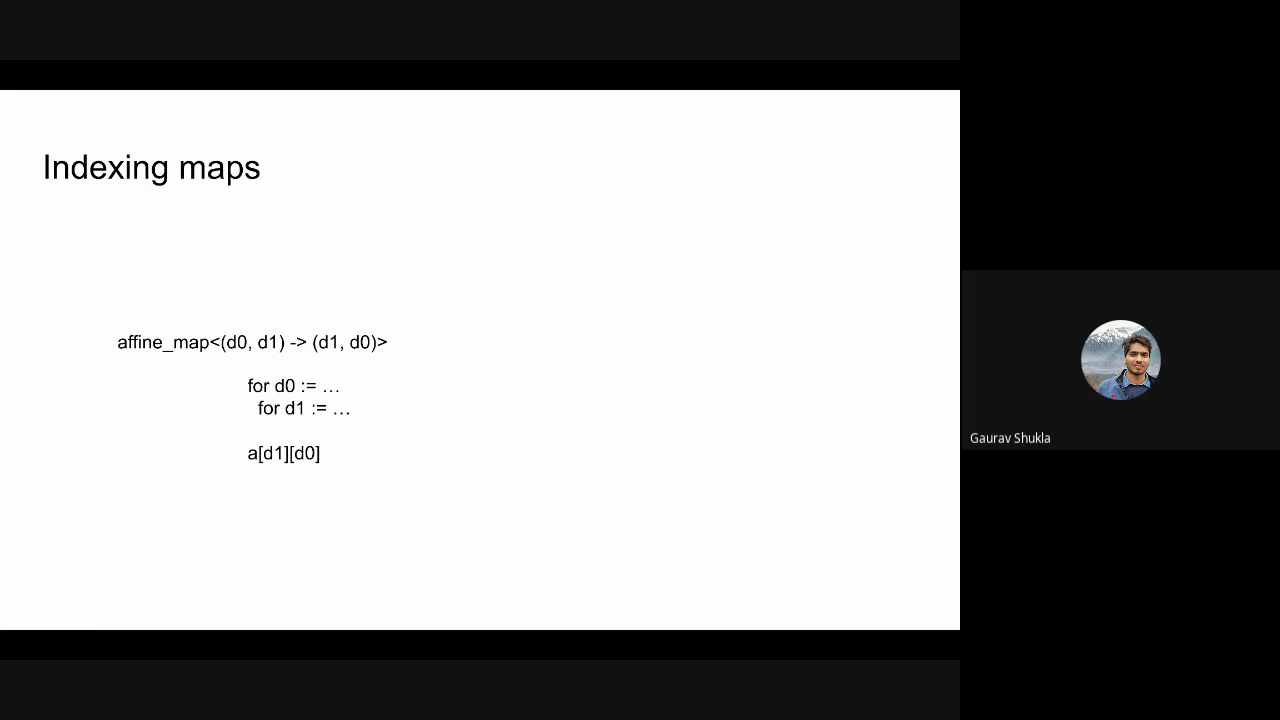 Indexing maps
affine_map<(d0, d1) -> (d1, d0)>
for d0 := …
for d1 := …
a[d1][d0]
Gaurav Shukla